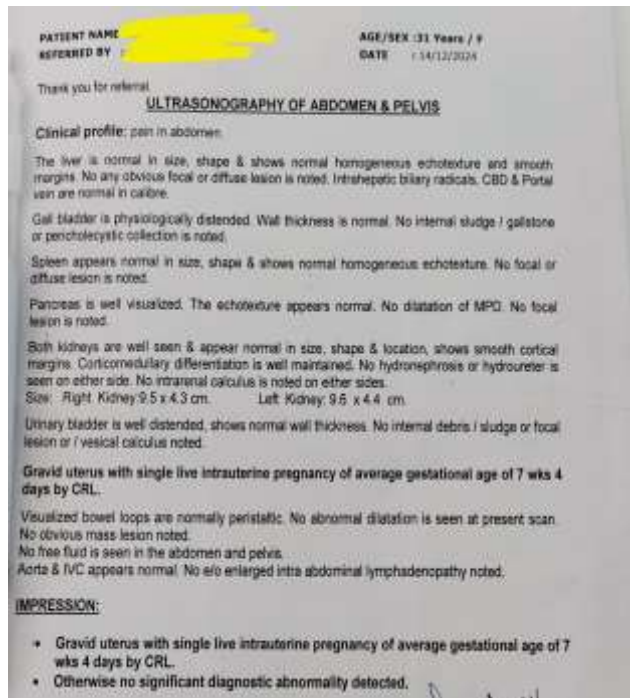 PATIENT NAME
AGE/SEX :31 Years / F
REFERRED BY :
DATE : 14/12/2024
Thank you for referral.
ULTRASONOGRAPHY OF ABDOMEN & PELVIS
Clinical profile: pain in abdomen.
The liver is normal in size, shape & shows normal homogeneous echotexture and smooth
margins. No any obvious focal or diffuse lesion is noted. Intrahepatic biliary radicals, CBD & Portal
vein are normal in calibre.
Gall bladder is physiologically distended. Wall thickness is normal. No internal sludge / gallstone
or pericholecystic collection is noted.
Spleen appears normal in size, shape & shows normal homogeneous echotexture. No focal or
diffuse lesion is noted.
Pancreas is well visualized. The echotexture appears normal. No dilatation of MPD. No focal
lesion is noted.
Both kidneys are well seen & appear normal in size, shape & location, shows smooth cortical
margins. Corticomedullary differentiation is well maintained. No hydronephrosis or hydroureter is
seen on either side. No intrarenal calculus is noted on either sides.
Size: Right Kidney:9.5 x 4.3 cm. Left Kidney: 9.6 x 4.4 cm.
Urinary bladder is well distended, shows normal wall thickness. No internal debris / sludge or focal
lesion or / vesical calculus noted.
Gravid uterus with single live intrauterine pregnancy of average gestational age of 7 wks 4
days by CRL.
Visualized bowel loops are normally peristaltic. No abnormal dilatation is seen at present scan.
No obvious mass lesion noted.
No free fluid is seen in the abdomen and pelvis.
Aorta & IVC appears normal. No e/o enlarged intra abdominal lymphadenopathy noted.
IMPRESSION:
• Gravid uterus with single live intrauterine pregnancy of average gestational age of 7
wks 4 days by CRL.
• Otherwise no significant diagnostic abnormality detected.